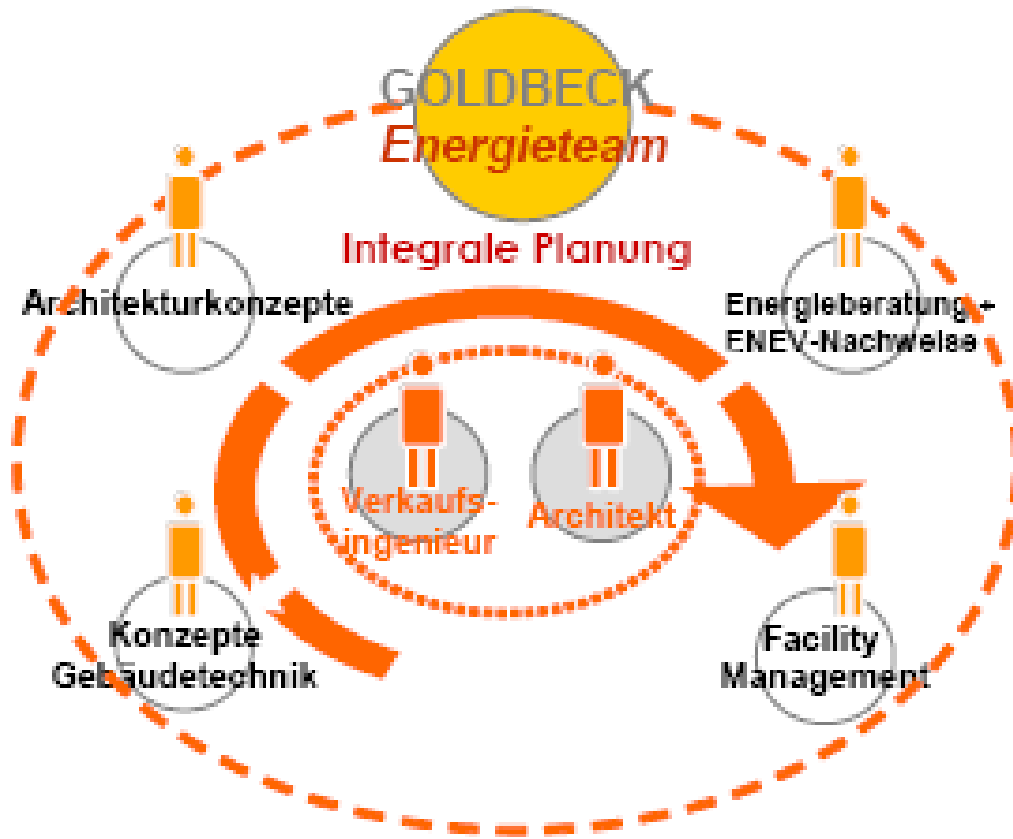 GOLDBECK
Energieteam
Integrale Planung
Architekturkonzepte
Energieberatung +
ENEV-Nachweise
Verkaufs-
ingenieur
Architekt
Konzepte
Gebäudetechnik
Facility
Management